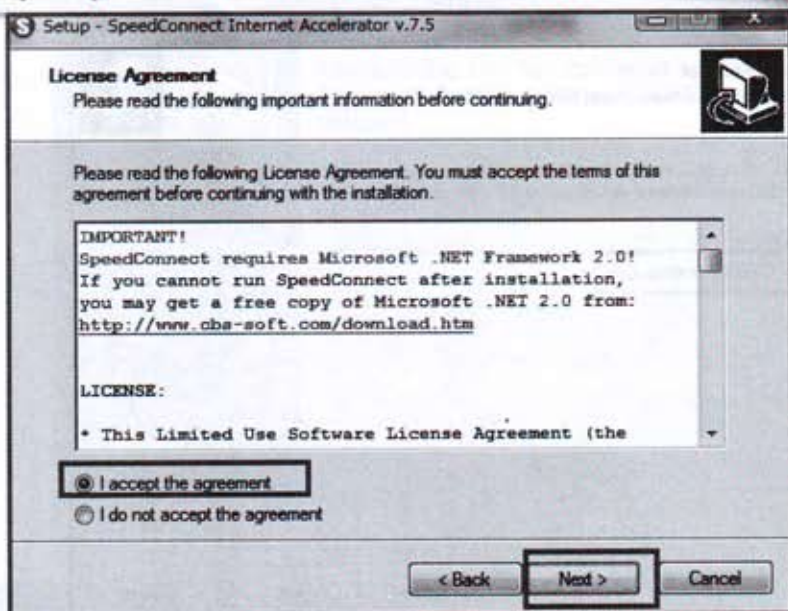 Setup - SpeedConnect Internet Accelerator v.7.5
License Agreement
Please read the following important information before continuing.
Please read the following License Agreement. You must accept the terms of this
agreement before continuing with the installation.
IMPORTANT!
SpeedConnect requires Microsoft .NET Framework 2.0!
If you cannot run SpeedConnect after installation,
you may get a free copy of Microsoft .NET 2.0 from:
http://www.cbs-soft.com/download.htm
LICENSE:
* This Limited Use Software License Agreement (the
I accept the agreement
I do not accept the agreement
< Back Next > Cancel